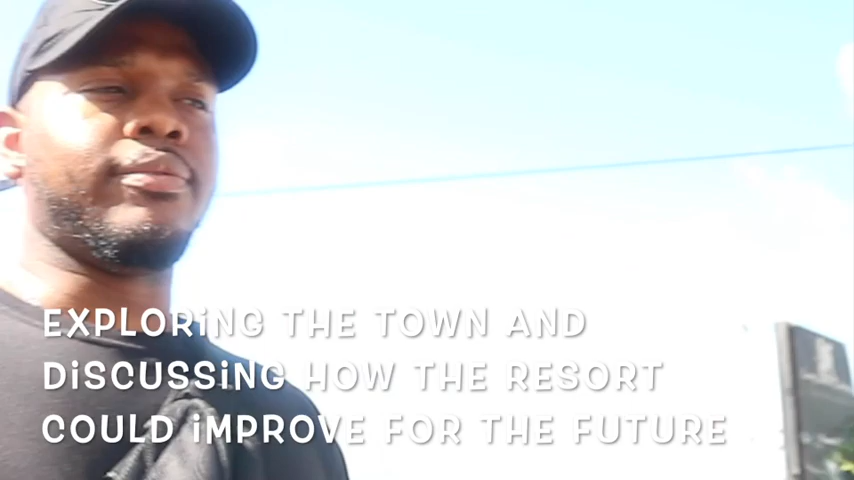 EXPLORiNG THE TOWN AND
DiSCUSSiNG HOW THE RESORT
COULD iMPROVE FOR THE FUTURE